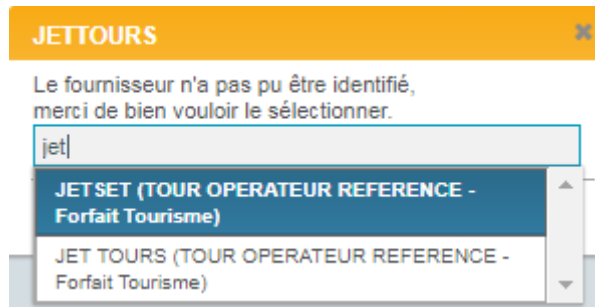 JETTOURS
Le fournisseur n'a pas pu être identifié,
merci de bien vouloir le sélectionner.
jet
JETSET (TOUR OPERATEUR REFERENCE -
Forfait Tourisme)
JET TOURS (TOUR OPERATEUR REFERENCE -
Forfait Tourisme)